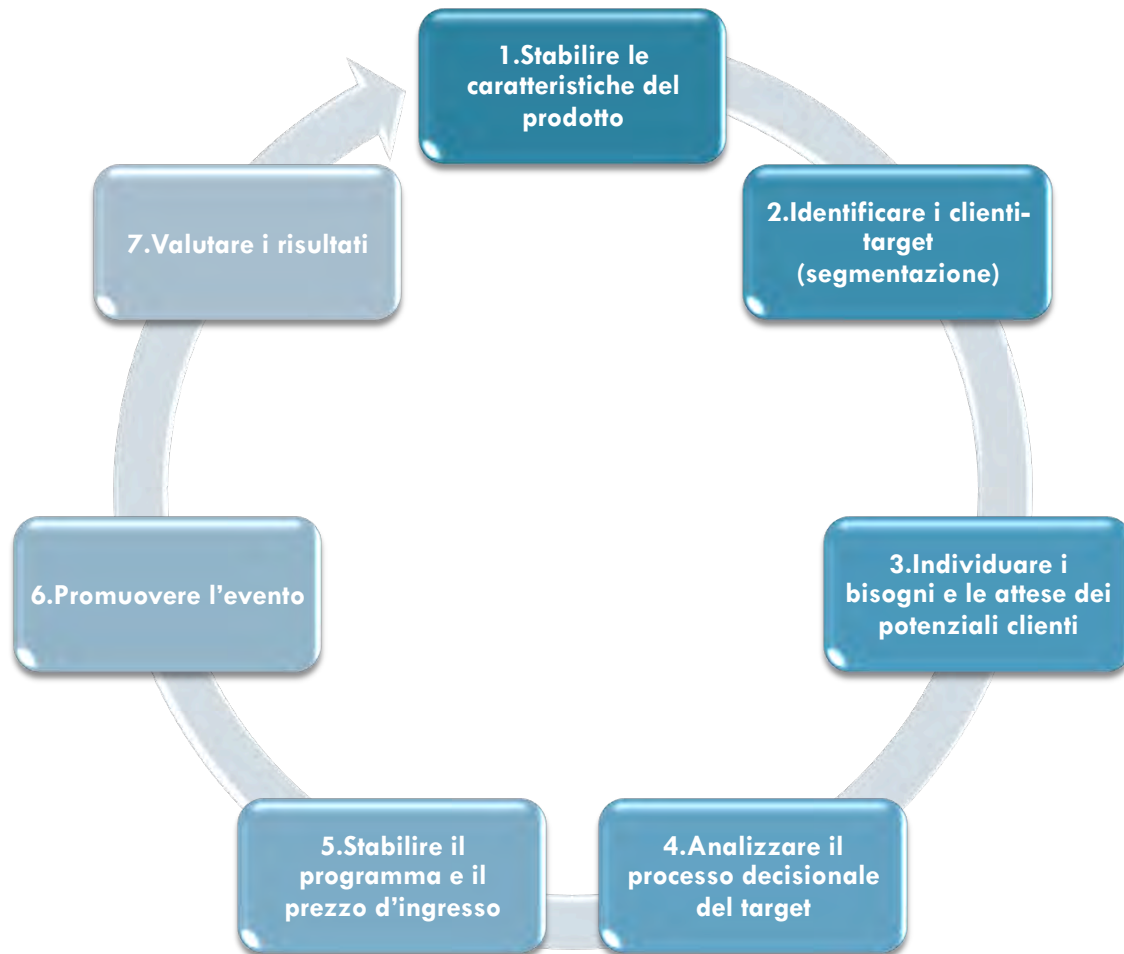 1.Stabilire le
caratteristiche del
prodotto
2.Identificare i clienti-
target
(segmentazione)
3.Individuare i
bisogni e le attese dei
potenziali clienti
4.Analizzare il
processo decisionale
del target
5.Stabilire il
programma e il
prezzo d'ingresso
6.Promuovere l'evento
7.Valutare i risultati